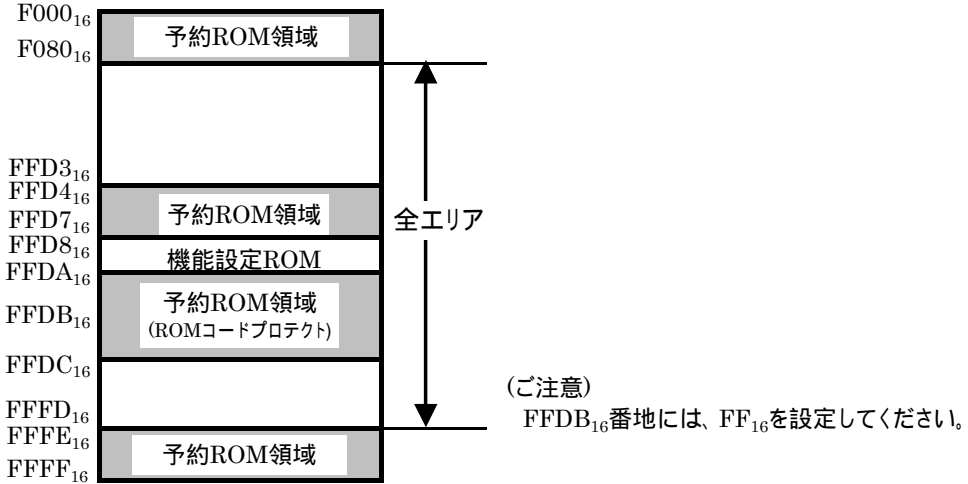 F000₁₆
予約ROM領域
F080₁₆
FFD3₁₆
FFD4₁₆
予約ROM領域
FFD7₁₆
全エリア
FFD8₁₆
機能設定ROM
FFDA₁₆
予約ROM領域
FFDB₁₆
(ROMコードプロテクト)
FFDC₁₆
(ご注意)
FFFD₁₆
FFDB₁₆番地には、FF₁₆を設定してください。
FFFE₁₆
予約ROM領域
FFFF₁₆